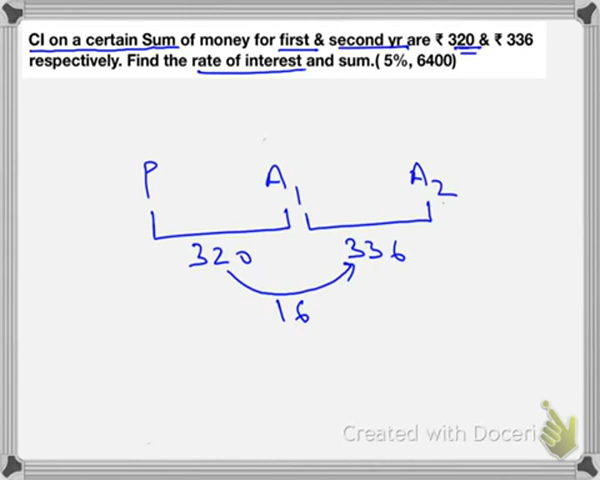 CI on a certain Sum of money for first & second yr are ₹ 320 & ₹ 336
respectively. Find the rate of interest and sum.( 5%, 6400)
P A1 A2
320 336
16
Created with Doceri